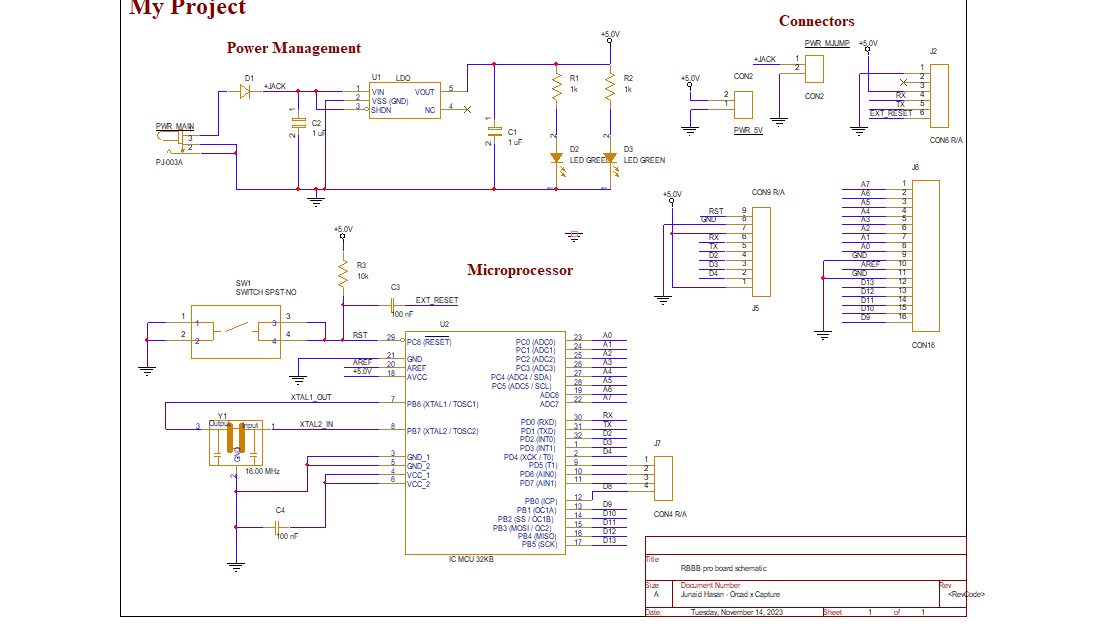 My Project
Power Management
Connectors
+5.0V
PWR_MJUMP
+5.0V
J2
D1
+JACK
U1
LDO
R1
1k
R2
1k
+5.0V
CON2
+JACK
1
2
1
2
3
4
5
6
RX
TX
EXT_RESET
1
2
3
VIN
VSS (GND)
SHDN
VOUT
NC
5
4
2
1
CON2
PWR_5V
CON6 R/A
PWR_MAIN
3
2
PJ-003A
1
2
C2
1 uF
1
2
C1
1 uF
2
D2
LED GREEN
2
D3
LED GREEN
J6
+5.0V
CON9 R/A
RST
GND
RX
TX
D2
D3
D4
9
8
7
6
5
4
3
2
1
J5
A7
A6
A5
A4
A3
A2
A1
A0
GND
AREF
GND
D13
D12
D11
D10
D9
1
2
3
4
5
6
7
8
9
10
11
12
13
14
15
16
CON16
+5.0V
R3
10k
Microprocessor
SW1
SWITCH SPST-NO
C3
100 nF
EXT_RESET
1
2
1
2
3
4
3
4
RST
U2
29
PC6 (RESET)
21
GND
AREF
20
AREF
+5.0V
18
AVCC
XTAL1_OUT
7
PB6 (XTAL1 / TOSC1)
Y1
3
Output
Input
1
XTAL2_IN
8
PB7 (XTAL2 / TOSC2)
GND
2
16.00 MHz
3
GND_1
5
GND_2
4
VCC_1
6
VCC_2
C4
100 nF
PC0 (ADC0)
23
A0
PC1 (ADC1)
24
A1
PC2 (ADC2)
25
A2
PC3 (ADC3)
26
A3
PC4 (ADC4 / SDA)
27
A4
PC5 (ADC5 / SCL)
28
A5
ADC6
19
A6
ADC7
22
A7
PD0 (RXD)
30
RX
PD1 (TXD)
31
TX
PD2 (INT0)
32
D2
PD3 (INT1)
1
D3
PD4 (XCK / T0)
2
D4
PD5 (T1)
9
PD6 (AIN0)
10
PD7 (AIN1)
11
PB0 (ICP)
12
D8
PB1 (OC1A)
13
D9
PB2 (SS / OC1B)
14
D10
PB3 (MOSI / OC2)
15
D11
PB4 (MISO)
16
D12
PB5 (SCK)
17
D13
IC MCU 32KB
J7
1
2
3
4
CON4 R/A
Title
RBBB pro board schematic
Size
A
Document Number
Junaid Hasan - Orcad x Capture
Rev
<RevCode>
Date:
Tuesday, November 14, 2023
Sheet
1
of
1